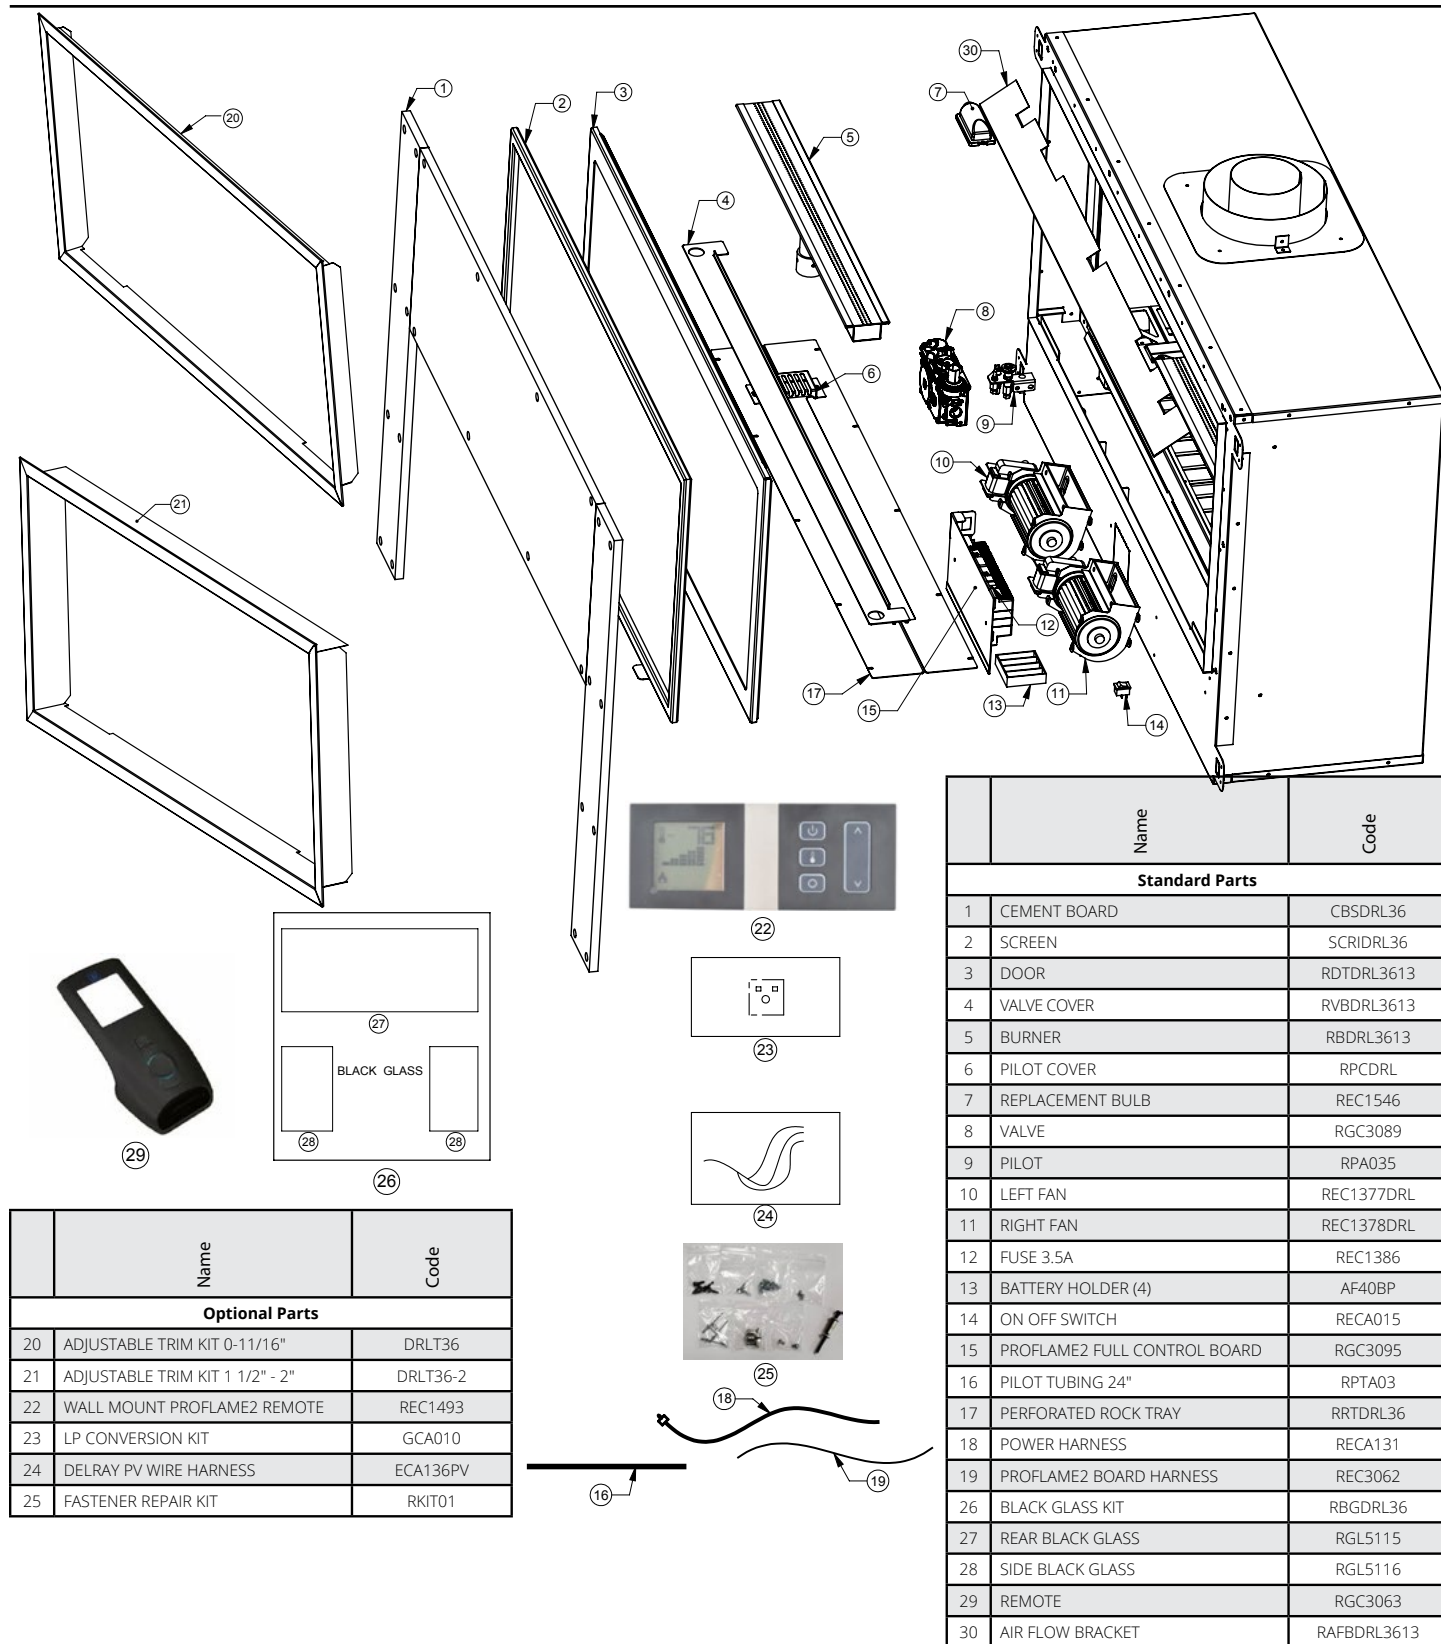 30
7
1
2
3
20
5
4
8
6
9
10
21
12
17
15
13
11
14
22
27
BLACK GLASS
28
28
26
29
23
24
25
18
19
16
Name
Code
Standard Parts
1 CEMENT BOARD CBSDRL36
2 SCREEN SCRIDRL36
3 DOOR RDTDRL3613
4 VALVE COVER RVBDRL3613
5 BURNER RBDRL3613
6 PILOT COVER RPCDRL
7 REPLACEMENT BULB REC1546
8 VALVE RGC3089
9 PILOT RPA035
10 LEFT FAN REC1377DRL
11 RIGHT FAN REC1378DRL
12 FUSE 3.5A REC1386
13 BATTERY HOLDER (4) AF40BP
14 ON OFF SWITCH RECA015
15 PROFLAME2 FULL CONTROL BOARD RGC3095
16 PILOT TUBING 24" RPTA03
17 PERFORATED ROCK TRAY RRTDRL36
18 POWER HARNESS RECA131
19 PROFLAME2 BOARD HARNESS REC3062
26 BLACK GLASS KIT RBGDRL36
27 REAR BLACK GLASS RGL5115
28 SIDE BLACK GLASS RGL5116
29 REMOTE RGC3063
30 AIR FLOW BRACKET RAFBDRL3613
Name
Code
Optional Parts
20 ADJUSTABLE TRIM KIT 0-11/16" DRLT36
21 ADJUSTABLE TRIM KIT 1 1/2" - 2" DRLT36-2
22 WALL MOUNT PROFLAME2 REMOTE REC1493
23 LP CONVERSION KIT GCA010
24 DELRAY PV WIRE HARNESS ECA136PV
25 FASTENER REPAIR KIT RKIT01